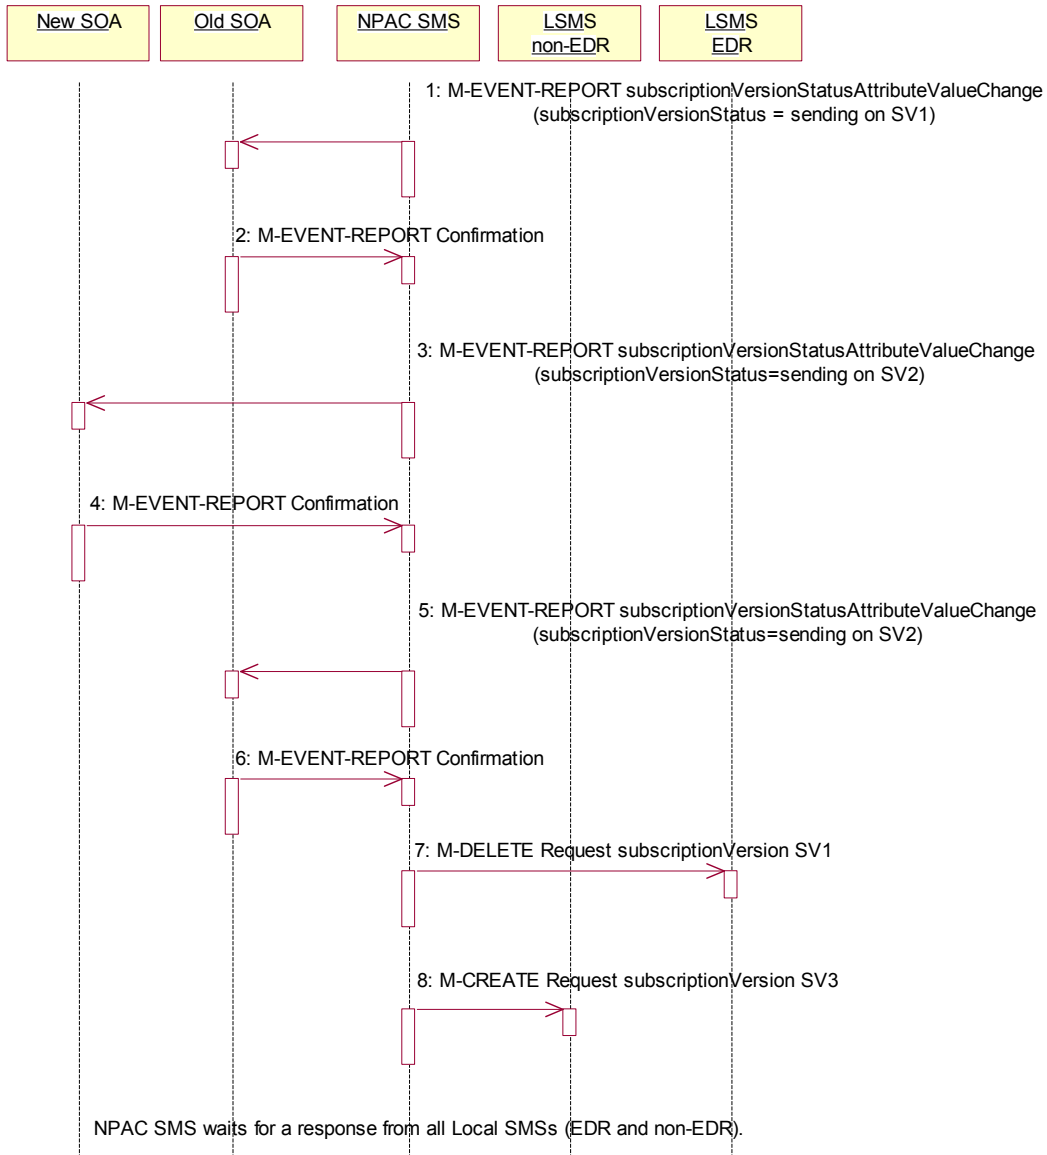 New SOA
Old SOA
NPAC SMS
LSMS
non-EDR
LSMS
EDR
1: M-EVENT-REPORT subscriptionVersionStatusAttributeValueChange
(subscriptionVersionStatus = sending on SV1)
2: M-EVENT-REPORT Confirmation
3: M-EVENT-REPORT subscriptionVersionStatusAttributeValueChange
(subscriptionVersionStatus=sending on SV2)
4: M-EVENT-REPORT Confirmation
5: M-EVENT-REPORT subscriptionVersionStatusAttributeValueChange
(subscriptionVersionStatus=sending on SV2)
6: M-EVENT-REPORT Confirmation
7: M-DELETE Request subscriptionVersion SV1
8: M-CREATE Request subscriptionVersion SV3
NPAC SMS waits for a response from all Local SMSs (EDR and non-EDR).